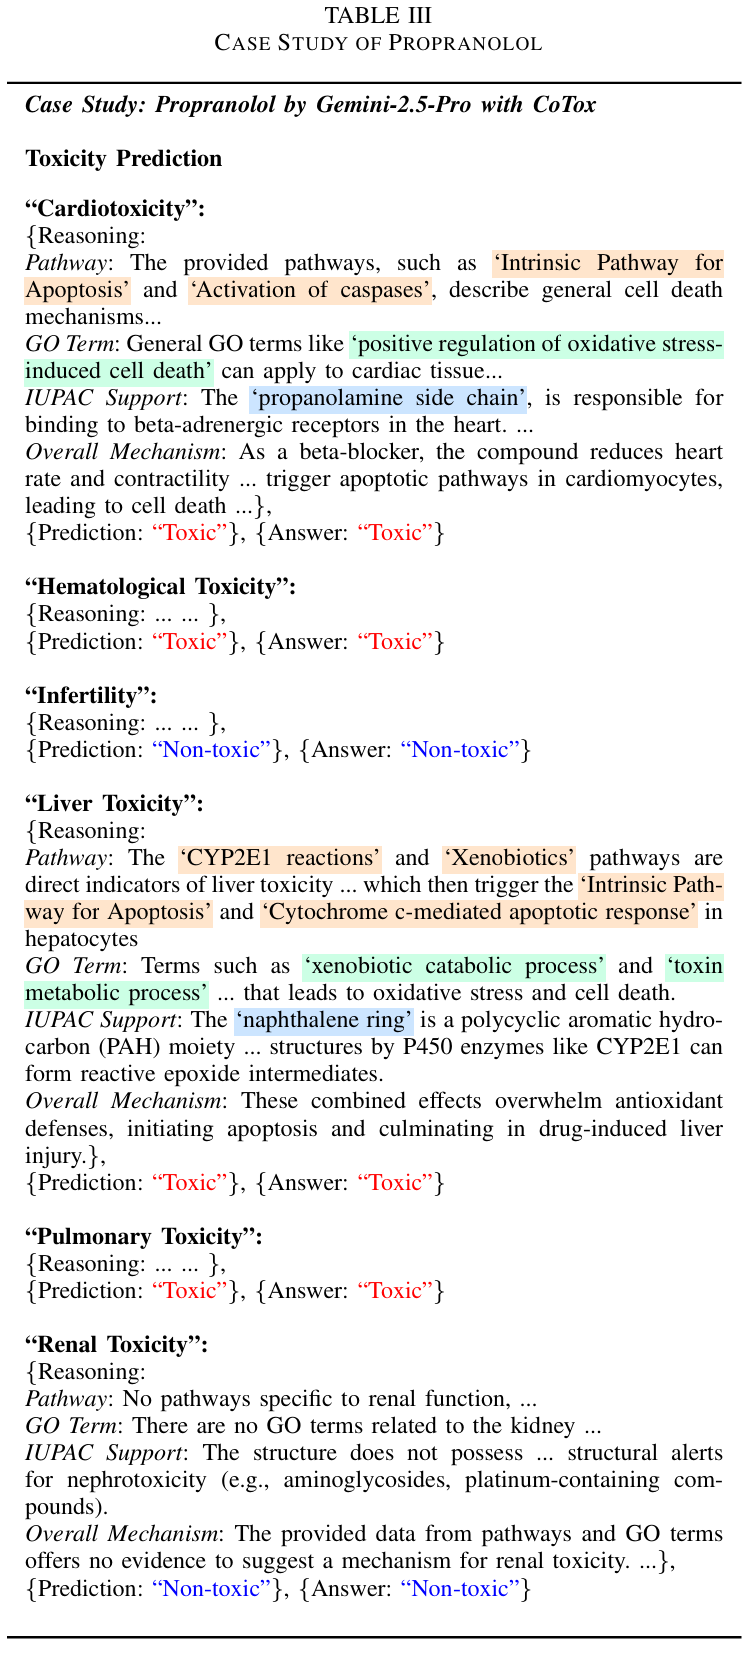 TABLE III
CASE STUDY OF PROPRANOLOL
Case Study: Propranolol by Gemini-2.5-Pro with CoTox
Toxicity Prediction
“Cardiotoxicity”:
{Reasoning:
Pathway: The provided pathways, such as ‘Intrinsic Pathway for
Apoptosis’ and ‘Activation of caspases’, describe general cell death
mechanisms...
GO Term: General GO terms like ‘positive regulation of oxidative stress-
induced cell death’ can apply to cardiac tissue...
IUPAC Support: The ‘propanolamine side chain’, is responsible for
binding to beta-adrenergic receptors in the heart. ...
Overall Mechanism: As a beta-blocker, the compound reduces heart
rate and contractility ... trigger apoptotic pathways in cardiomyocytes,
leading to cell death ...},
{Prediction: “Toxic”}, {Answer: “Toxic”}
“Hematological Toxicity”:
{Reasoning: ... ... },
{Prediction: “Toxic”}, {Answer: “Toxic”}
“Infertility”:
{Reasoning: ... ... },
{Prediction: “Non-toxic”}, {Answer: “Non-toxic”}
“Liver Toxicity”:
{Reasoning:
Pathway: The ‘CYP2E1 reactions’ and ‘Xenobiotics’ pathways are
direct indicators of liver toxicity ... which then trigger the ‘Intrinsic Path-
way for Apoptosis’ and ‘Cytochrome c-mediated apoptotic response’ in
hepatocytes
GO Term: Terms such as ‘xenobiotic catabolic process’ and ‘toxin
metabolic process’ ... that leads to oxidative stress and cell death.
IUPAC Support: The ‘naphthalene ring’ is a polycyclic aromatic hydro-
carbon (PAH) moiety ... structures by P450 enzymes like CYP2E1 can
form reactive epoxide intermediates.
Overall Mechanism: These combined effects overwhelm antioxidant
defenses, initiating apoptosis and culminating in drug-induced liver
injury.},
{Prediction: “Toxic”}, {Answer: “Toxic”}
“Pulmonary Toxicity”:
{Reasoning: ... ... },
{Prediction: “Toxic”}, {Answer: “Toxic”}
“Renal Toxicity”:
{Reasoning:
Pathway: No pathways specific to renal function, ...
GO Term: There are no GO terms related to the kidney ...
IUPAC Support: The structure does not possess ... structural alerts
for nephrotoxicity (e.g., aminoglycosides, platinum-containing com-
pounds).
Overall Mechanism: The provided data from pathways and GO terms
offers no evidence to suggest a mechanism for renal toxicity. ...},
{Prediction: “Non-toxic”}, {Answer: “Non-toxic”}